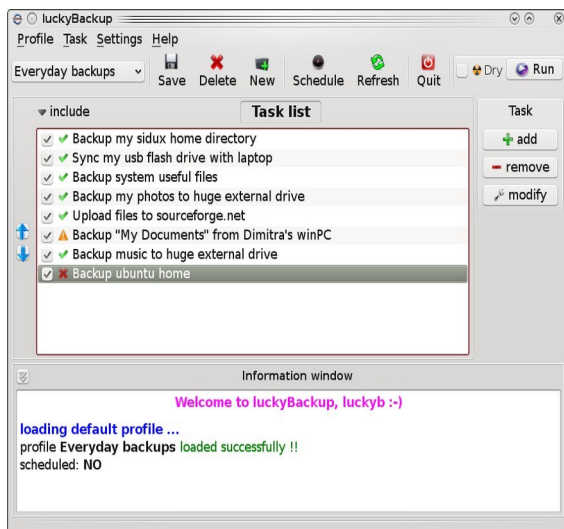 luckyBackup
Profile Task Settings Help
Everyday backups Save Delete New Schedule Refresh Quit Dry Run
include Task list Task
Backup my sidux home directory
add
Sync my usb flash drive with laptop
Backup system useful files
remove
Backup my photos to huge external drive
modify
Upload files to sourceforge.net
Backup "My Documents" from Dimitra's winPC
Backup music to huge external drive
Backup ubuntu home
Information window
Welcome to luckyBackup, luckyb :-)
loading default profile ...
profile Everyday backups loaded successfully !!
scheduled: NO